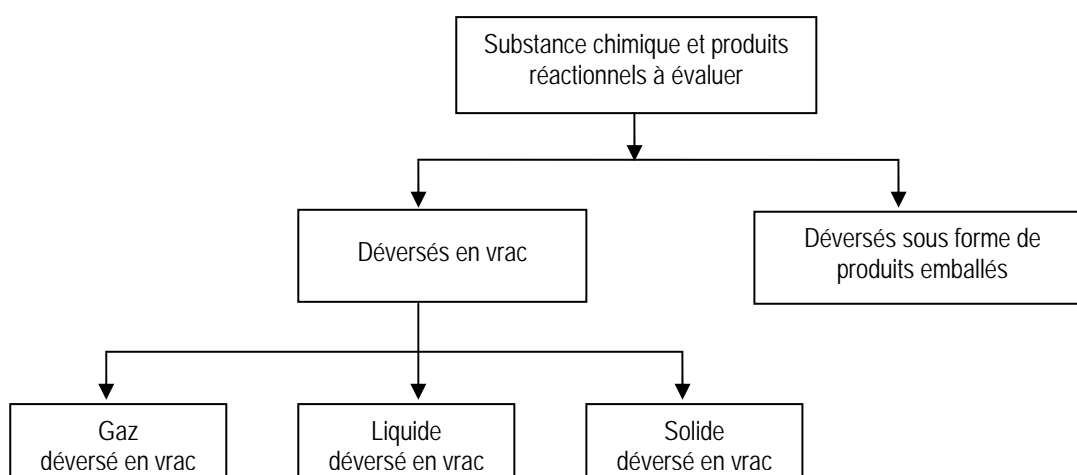 Substance chimique et produits
réactionnels à évaluer
Déversés en vrac
Déversés sous forme de
produits emballés
Gaz
déversé en vrac
Liquide
déversé en vrac
Solide
déversé en vrac